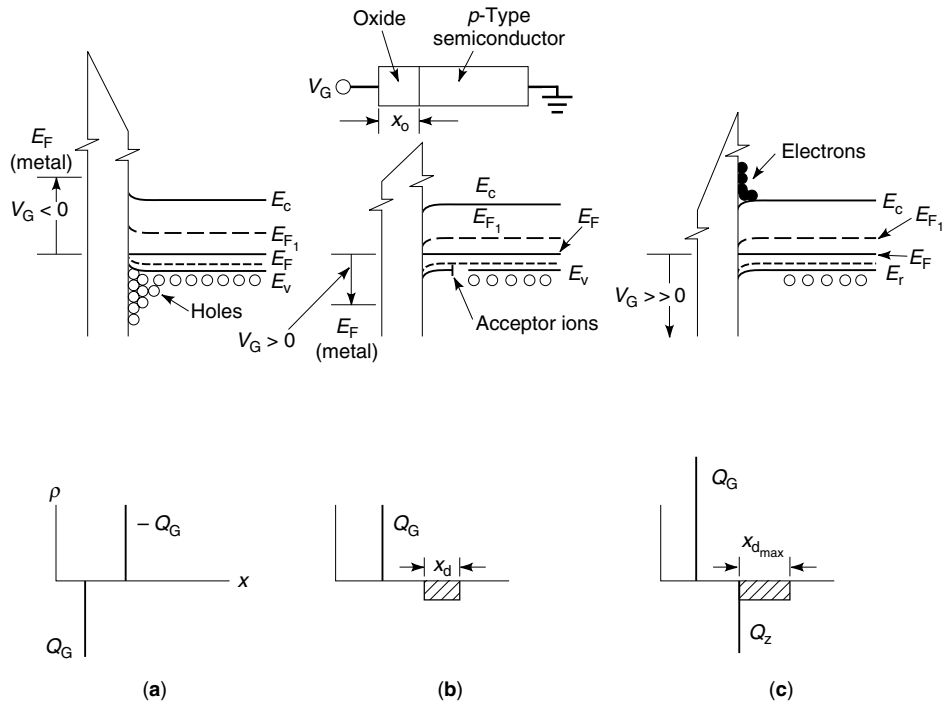 Oxide
p-Type
semiconductor
V_G
x_o
E_F
(metal)
V_G < 0
E_c
E_F₁
E_F
E_v
Holes
E_c
E_F₁
E_F
E_v
Acceptor ions
V_G > 0
E_F
(metal)
Electrons
E_c
E_F₁
E_F
E_r
V_G > > 0
ρ
– Q_G
x
Q_G
(a)
Q_G
x_d
(b)
Q_G
x_d_max
Q_z
(c)